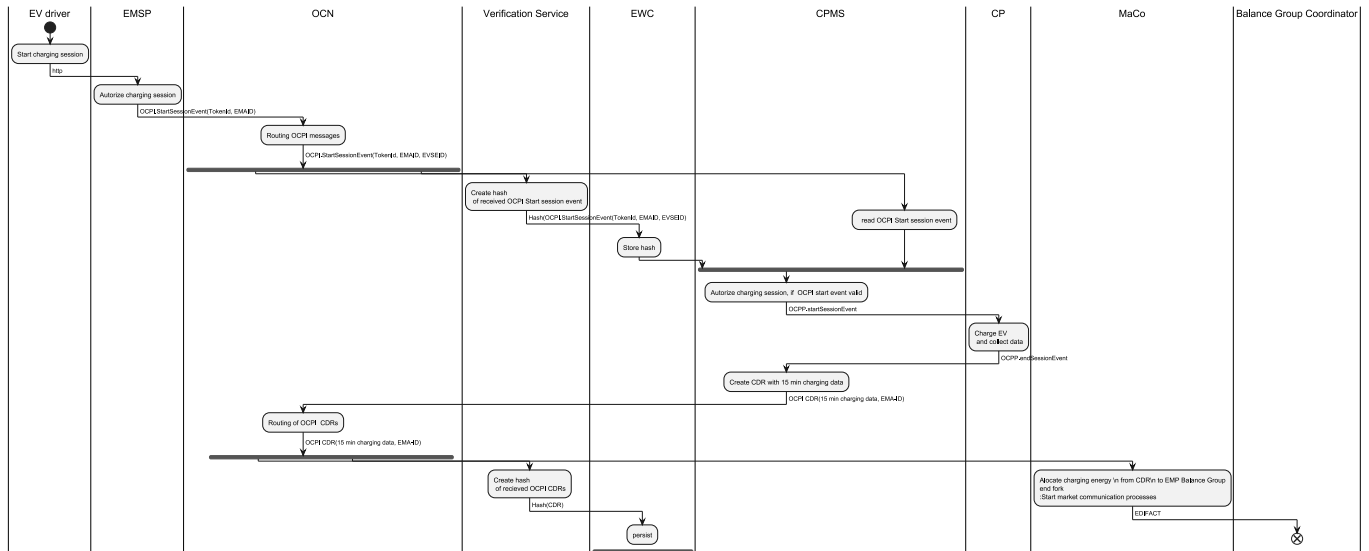 EV driver
EMSP
OCN
Verification Service
EWC
CPMS
CP
MaCo
Balance Group Coordinator
Start charging session
http
Autorize charging session
OCPI.StartSessionEvent(TokenId, EMAID)
Routing OCPI messages
OCPI.StartSessionEvent(TokenId, EMAID, EVSEID)
Create hash
of received OCPI Start session event
read OCPI Start session event
Hash(OCPI.StartSessionEvent(TokenId, EMAID, EVSEID)
Store hash
Autorize charging session, if OCPI start event valid
OCPP.startSessionEvent
Charge EV
and collect data
OCPP.endSessionEvent
Create CDR with 15 min charging data
OCPI CDR(15 min charging data, EMA-ID)
Routing of OCPI CDRs
OCPI CDR(15 min charging data, EMA-ID)
Create hash
of recieved OCPI CDRs
Alocate charging energy \n from CDR\n to EMP Balance Group
end fork
:Start market communication processes
Hash(CDR)
EDIFACT
persist